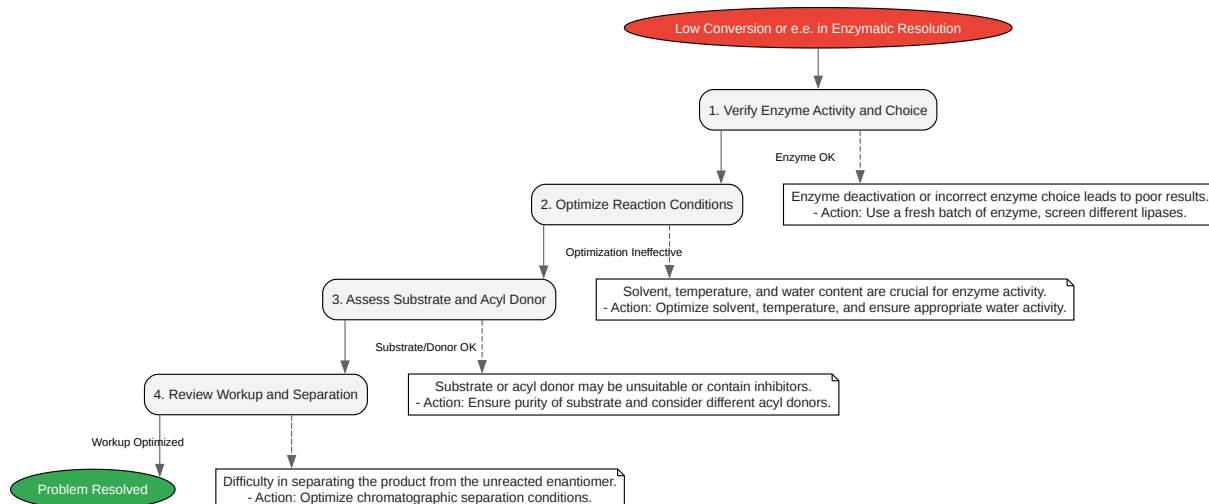 Low Conversion or e.e. in Enzymatic Resolution
1. Verify Enzyme Activity and Choice
Enzyme OK
Enzyme deactivation or incorrect enzyme choice leads to poor results.
- Action: Use a fresh batch of enzyme, screen different lipases.
2. Optimize Reaction Conditions
Optimization Ineffective
Solvent, temperature, and water content are crucial for enzyme activity.
- Action: Optimize solvent, temperature, and ensure appropriate water activity.
3. Assess Substrate and Acyl Donor
Substrate/Donor OK
Substrate or acyl donor may be unsuitable or contain inhibitors.
- Action: Ensure purity of substrate and consider different acyl donors.
4. Review Workup and Separation
Workup Optimized
Problem Resolved
Difficulty in separating the product from the unreacted enantiomer.
- Action: Optimize chromatographic separation conditions.